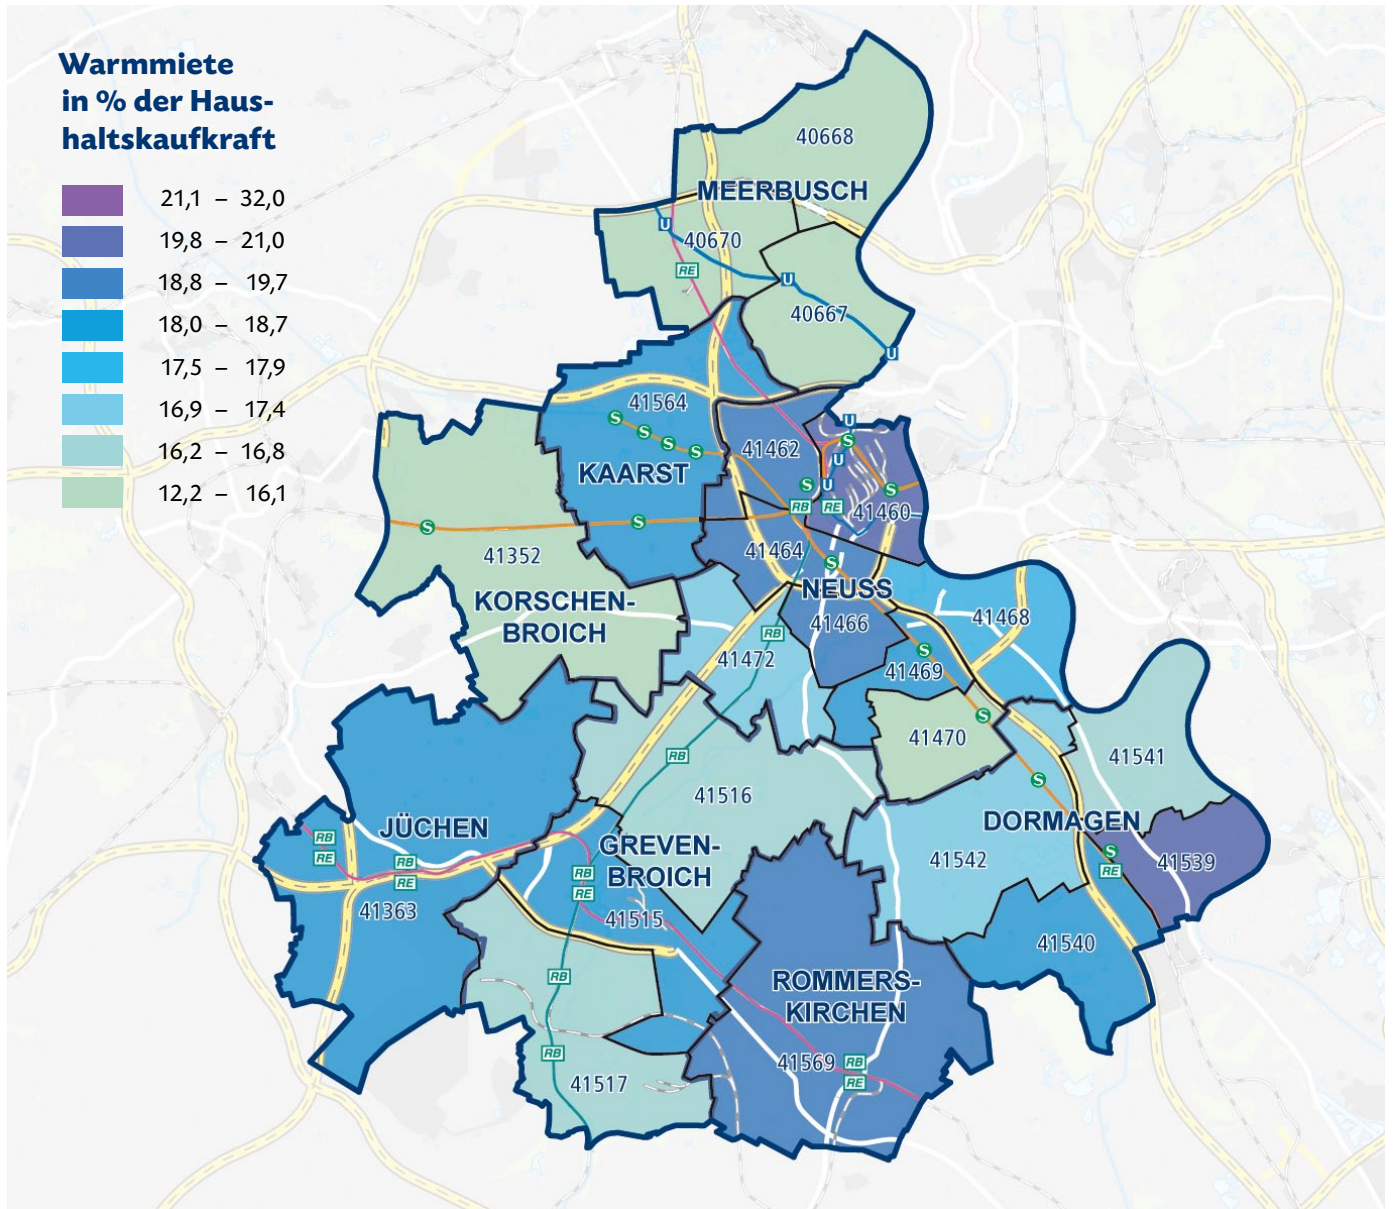 Warmmiete
in % der Haus-
haltskaufkraft
21,1 – 32,0
19,8 – 21,0
18,8 – 19,7
18,0 – 18,7
17,5 – 17,9
16,9 – 17,4
16,2 – 16,8
12,2 – 16,1
40668
MEERBUSCH
U
40670
RE
U
40667
U
41564
S
S
S
S
KAARST
41462
U
S
U
S
U
S
RB
RE
41460
S
S
41352
41464
S
NEUSS
KORSCHEN-
BROICH
41466
41468
RB
41472
S
41469
S
41470
RB
41541
S
41516
DORMAGEN
JÜCHEN
RB
RE
RB
RE
GREVEN-
BROICH
RB
RE
41542
S
RE
41539
41363
41515
41540
RB
ROMMERS-
KIRCHEN
RB
41517
41569
RB
RE